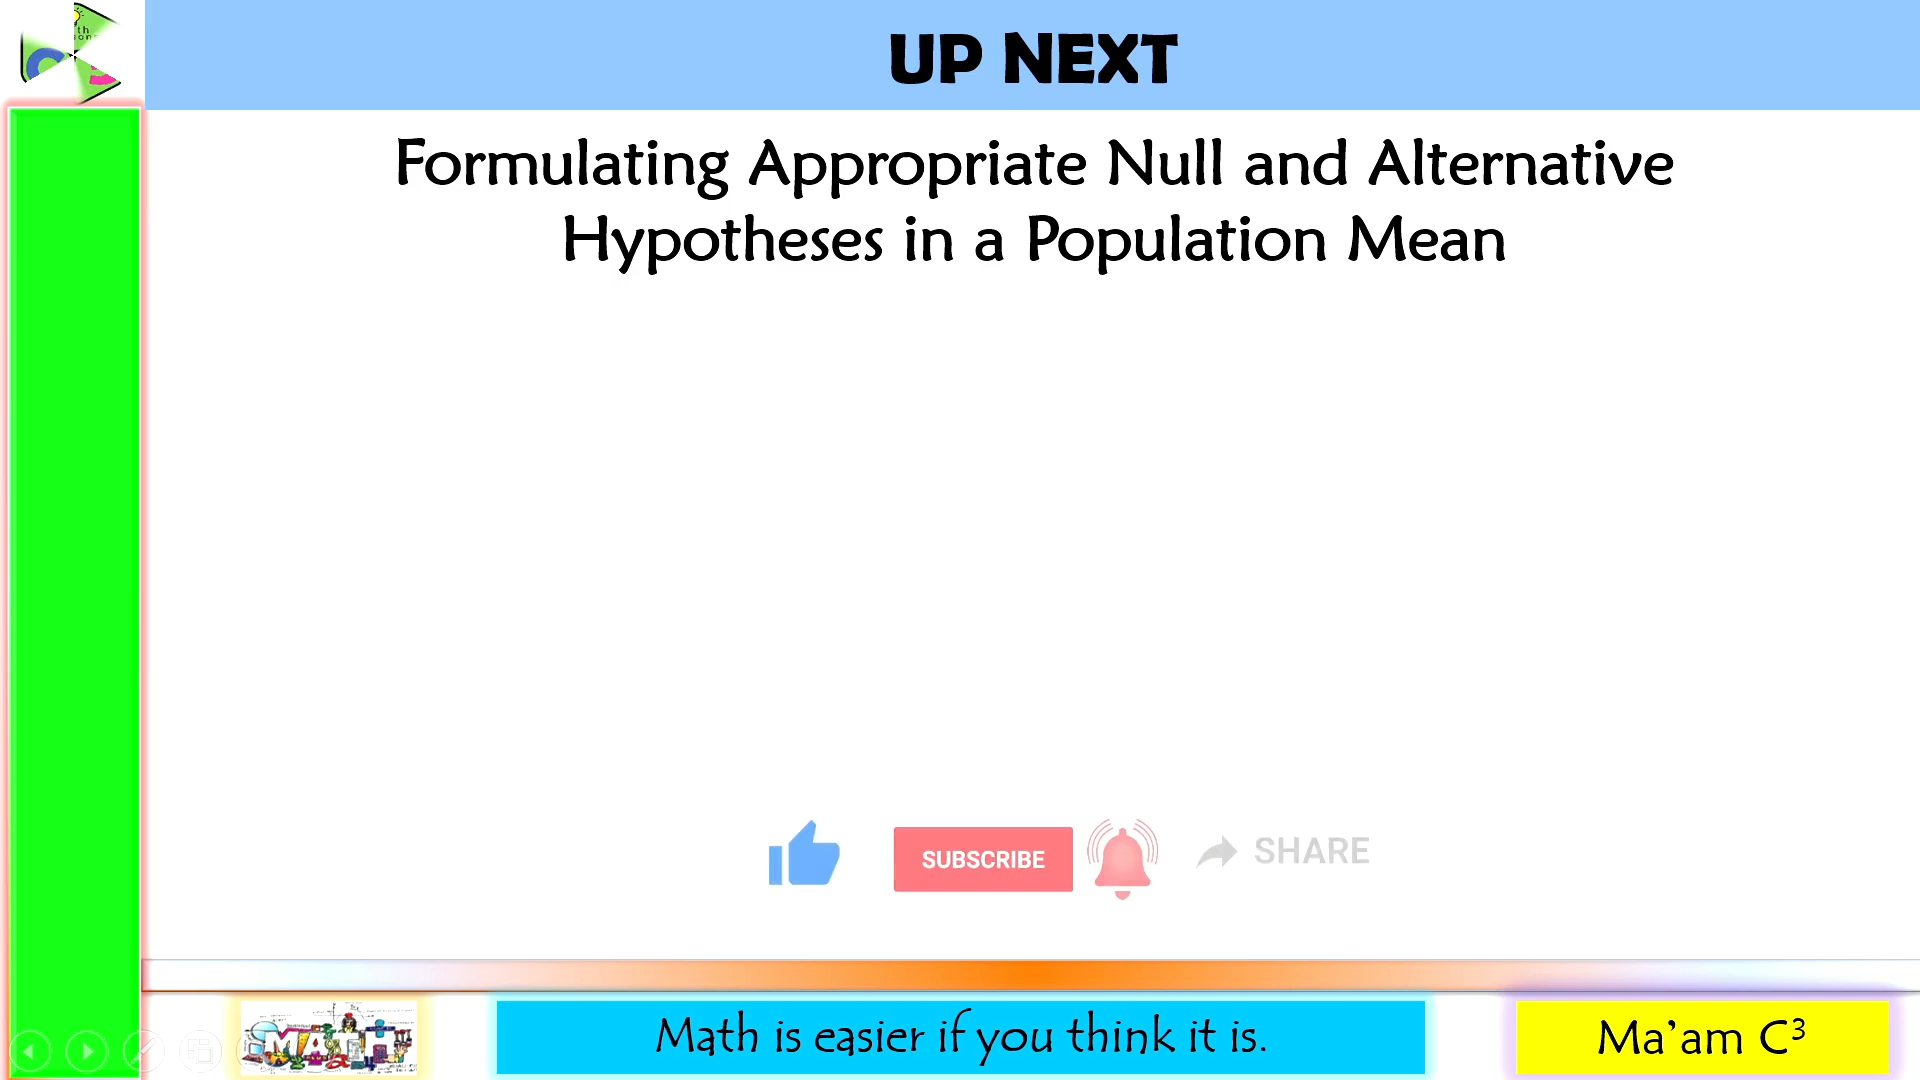 UP NEXT
Formulating Appropriate Null and Alternative
Hypotheses in a Population Mean
SUBSCRIBE
SHARE
MATH
Math is easier if you think it is.
Ma’am C³